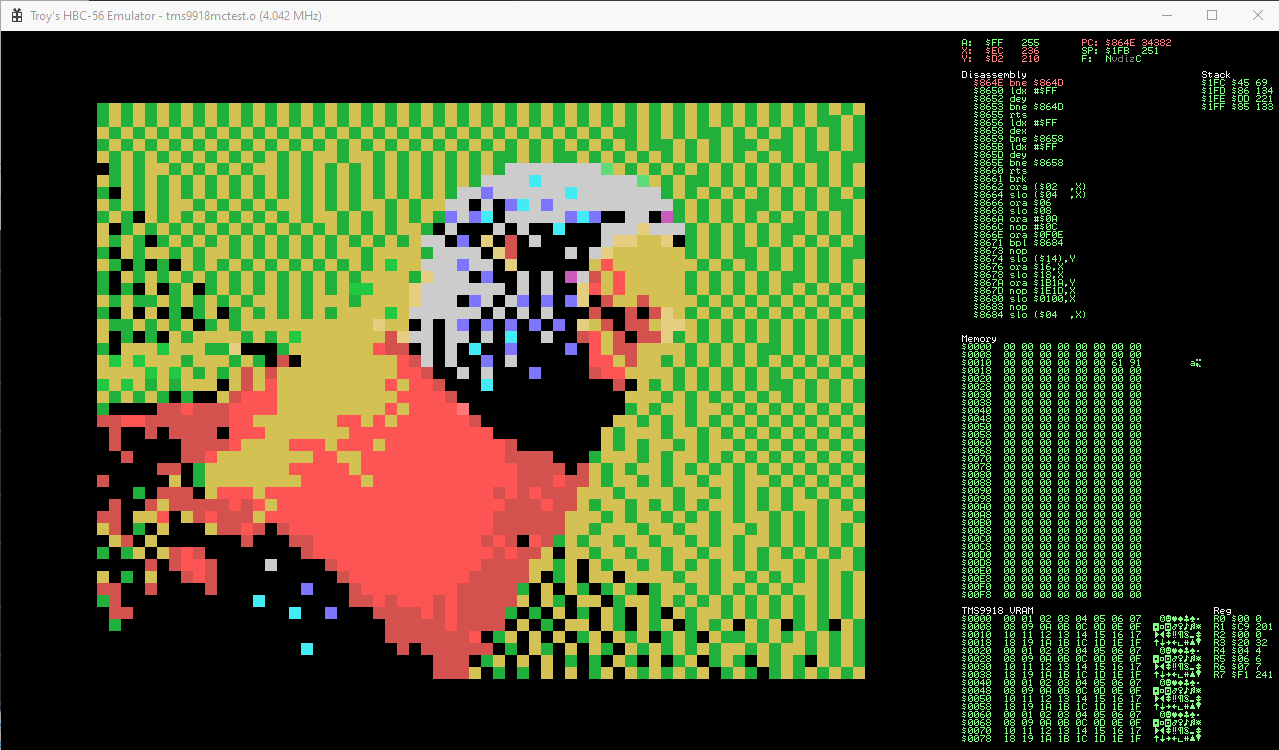 Troy's HBC-56 Emulator - tms9918mctest.o (4.042 MHz)
A: $FF 255 PC: $864E 34382
X: $EC 236 SP: $1FB 251
Y: $D2 210 F: NvdizC
Disassembly Stack
$864E bne $864D $1FC $45 69
$8650 ldx #$FF $1FD $86 134
$8652 dey $1FE $DD 221
$8653 bne $864D $1FF $85 133
$8655 rts
$8656 ldx #$FF
$8658 dex
$8659 bne $8658
$865B ldx #$FF
$865D dey
$865E bne $8658
$8660 rts
$8661 brk
$8662 ora ($02 ,X)
$8664 slo ($04 ,X)
$8666 ora $06
$8668 slo $08
$866A ora #$0A
$866C nop #$0C
$866E ora $0F0E
$8671 bpl $8684
$8673 nop
$8674 slo ($14),Y
$8676 ora $16,X
$8678 slo $18,X
$867A ora $1B1A,Y
$867D nop $1E1D,X
$8680 slo $0100,X
$8683 nop
$8684 slo ($04 ,X)
Memory
$0000 00 00 00 00 00 00 00 00
$0008 00 00 00 00 00 00 00 00
$0010 00 00 00 00 00 00 61 91
$0018 00 00 00 00 00 00 00 00
$0020 00 00 00 00 00 00 00 00
$0028 00 00 00 00 00 00 00 00
$0030 00 00 00 00 00 00 00 00
$0038 00 00 00 00 00 00 00 00
$0040 00 00 00 00 00 00 00 00
$0048 00 00 00 00 00 00 00 00
$0050 00 00 00 00 00 00 00 00
$0058 00 00 00 00 00 00 00 00
$0060 00 00 00 00 00 00 00 00
$0068 00 00 00 00 00 00 00 00
$0070 00 00 00 00 00 00 00 00
$0078 00 00 00 00 00 00 00 00
$0080 00 00 00 00 00 00 00 00
$0088 00 00 00 00 00 00 00 00
$0090 00 00 00 00 00 00 00 00
$0098 00 00 00 00 00 00 00 00
$00A0 00 00 00 00 00 00 00 00
$00A8 00 00 00 00 00 00 00 00
$00B0 00 00 00 00 00 00 00 00
$00B8 00 00 00 00 00 00 00 00
$00C0 00 00 00 00 00 00 00 00
$00C8 00 00 00 00 00 00 00 00
$00D0 00 00 00 00 00 00 00 00
$00D8 00 00 00 00 00 00 00 00
$00E0 00 00 00 00 00 00 00 00
$00E8 00 00 00 00 00 00 00 00
$00F0 00 00 00 00 00 00 00 00
$00F8 00 00 00 00 00 00 00 00
TMS9918 VRAM Reg
$0000 00 01 02 03 04 05 06 07 R0 $00 0
$0008 08 09 0A 0B 0C 0D 0E 0F R1 $C9 201
$0010 10 11 12 13 14 15 16 17 R2 $00 0
$0018 18 19 1A 1B 1C 1D 1E 1F R3 $20 32
$0020 00 01 02 03 04 05 06 07 R4 $04 4
$0028 08 09 0A 0B 0C 0D 0E 0F R5 $06 6
$0030 10 11 12 13 14 15 16 17 R6 $07 7
$0038 18 19 1A 1B 1C 1D 1E 1F R7 $F1 241
$0040 00 01 02 03 04 05 06 07
$0048 08 09 0A 0B 0C 0D 0E 0F
$0050 10 11 12 13 14 15 16 17
$0058 18 19 1A 1B 1C 1D 1E 1F
$0060 00 01 02 03 04 05 06 07
$0068 08 09 0A 0B 0C 0D 0E 0F
$0070 10 11 12 13 14 15 16 17
$0078 18 19 1A 1B 1C 1D 1E 1F